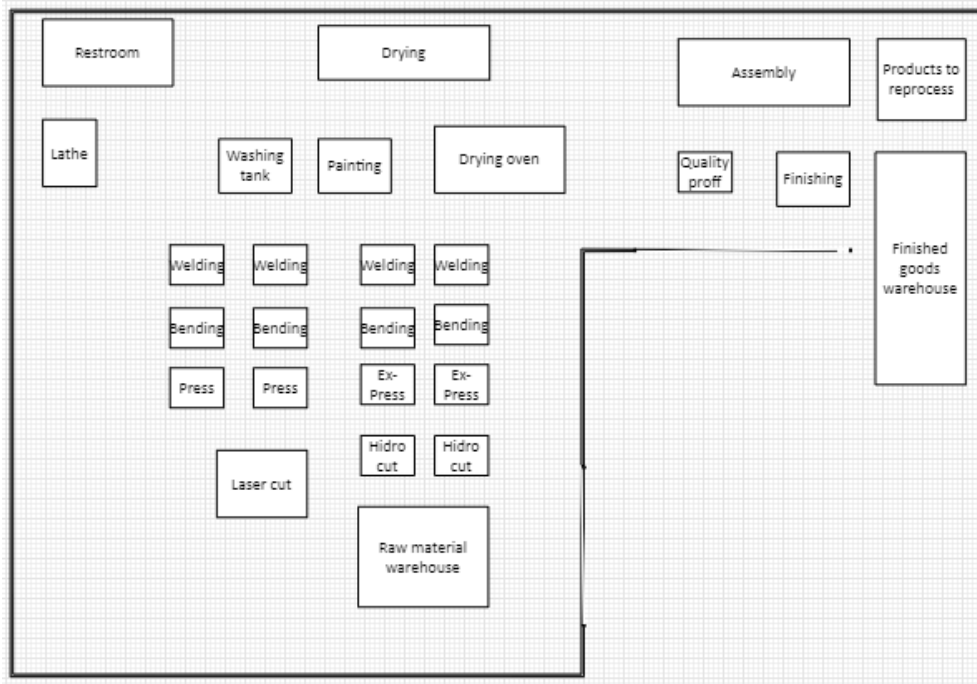 Restroom
Drying
Assembly
Products to
reprocess
Lathe
Washing
tank
Painting
Drying oven
Quality
proff
Finishing
Finished
goods
warehouse
Welding
Welding
Welding
Welding
Bending
Bending
Bending
Bending
Press
Press
Ex-
Press
Ex-
Press
Hidro
cut
Hidro
cut
Laser cut
Raw material
warehouse